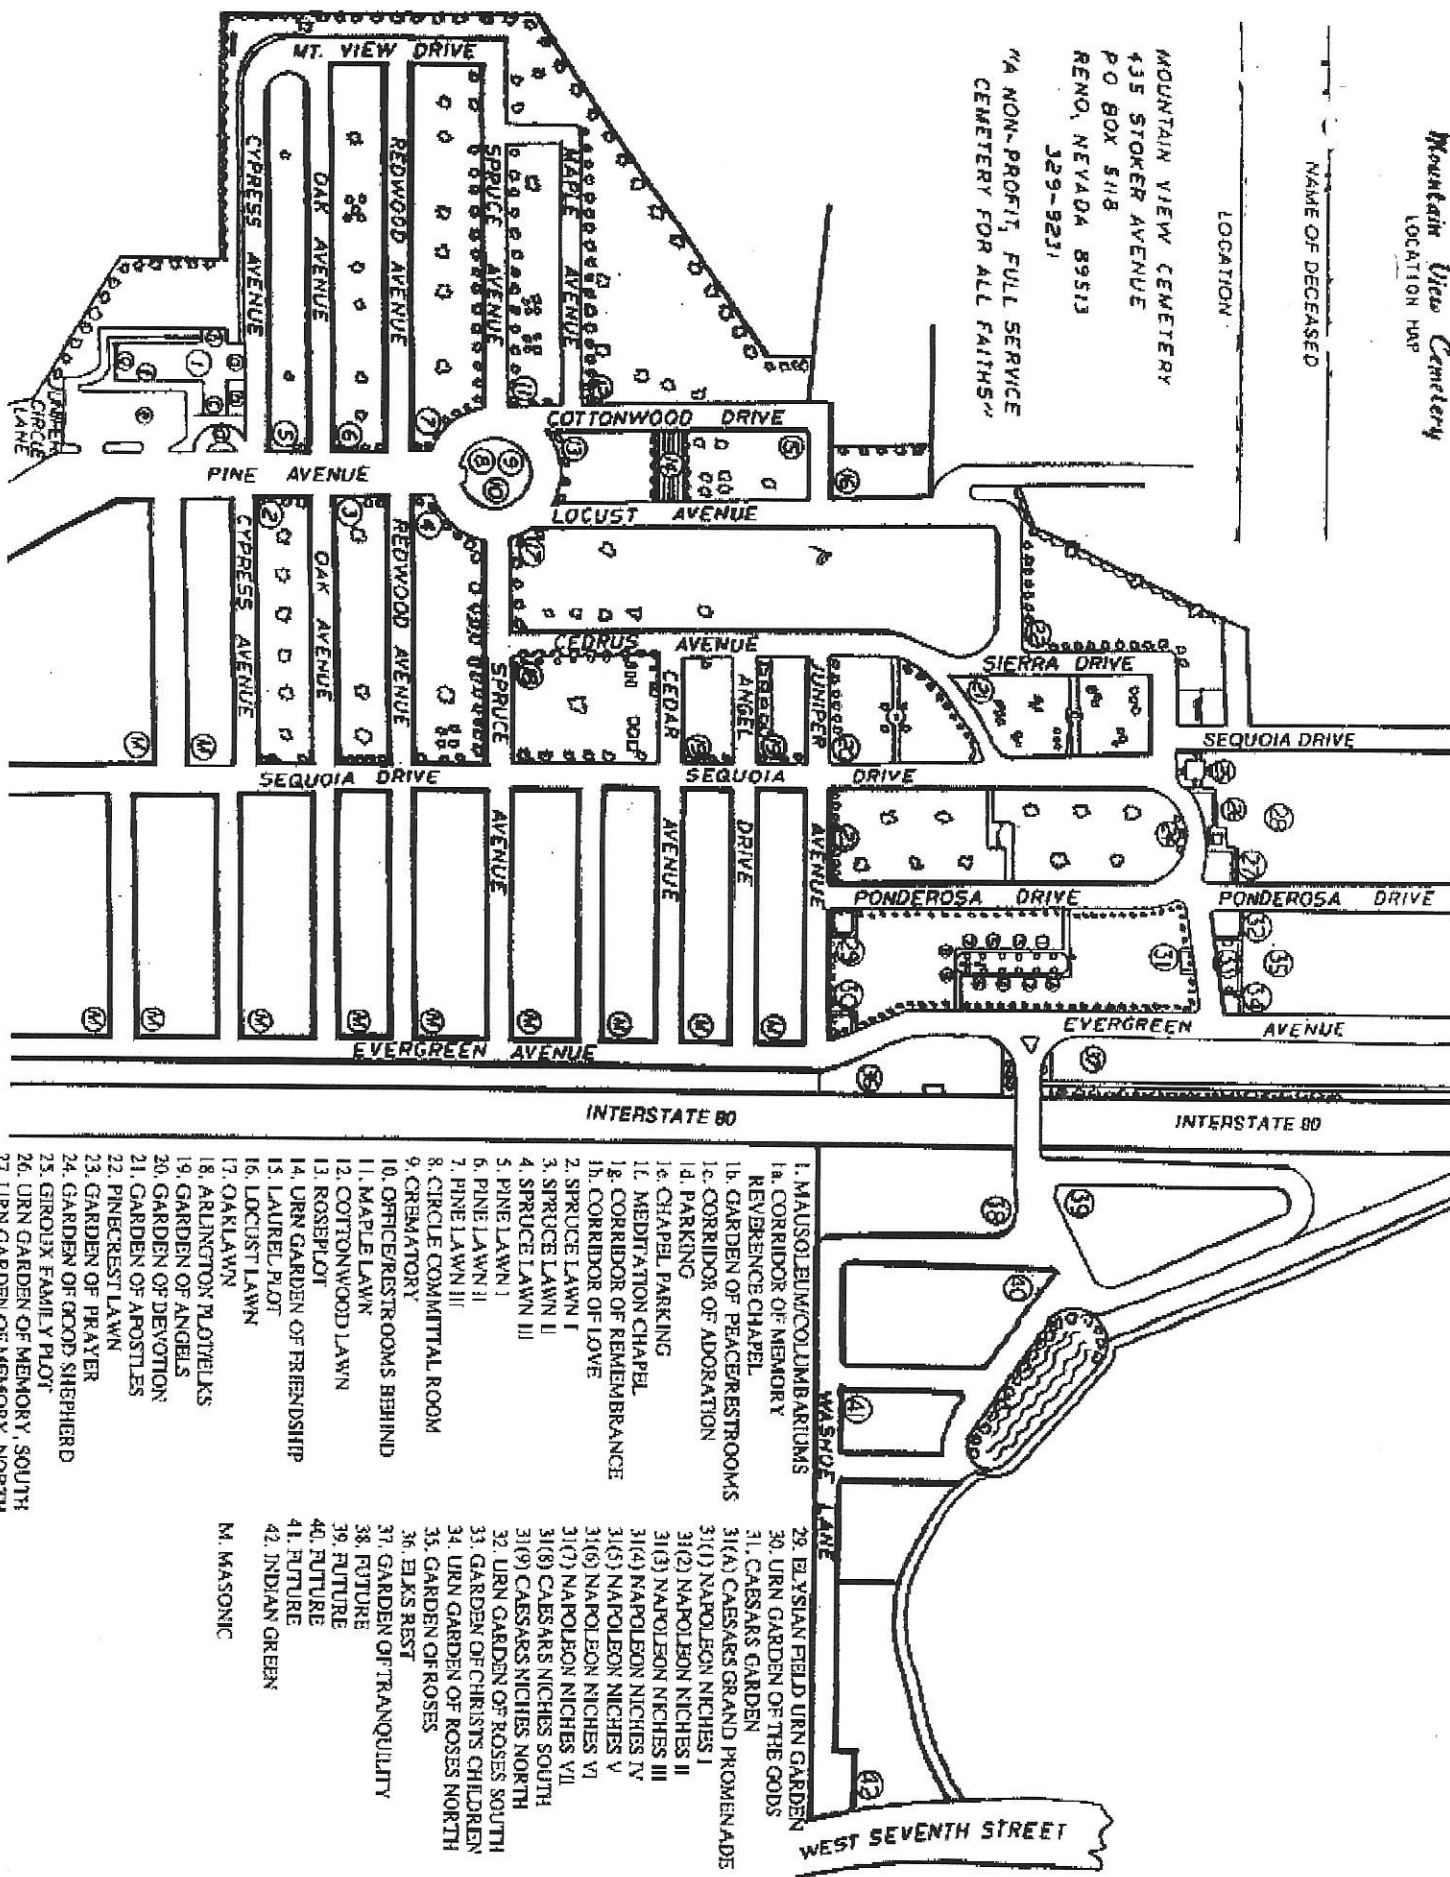 Mountain View Cemetery
LOCATION MAP
NAME OF DECEASED
LOCATION
MOUNTAIN VIEW CEMETERY
435 STOKER AVENUE
PO BOX 5118
RENO, NEVADA 89513
329-9231
"A NON-PROFIT, FULL SERVICE
CEMETERY FOR ALL FAITHS"
MT. VIEW DRIVE
CYPRESS AVENUE
OAK AVENUE
REDWOOD AVENUE
SPRUCE AVENUE
MAPLE AVENUE
COTTONWOOD DRIVE
PINE AVENUE
CIRCLE
LANE
LOCUST AVENUE
CYPRESS AVENUE
OAK AVENUE
REDWOOD AVENUE
SPRUCE
AVENUE
CEDRUS AVENUE
CEDAR
AVENUE
ANGEL
DRIVE
JUNIPER
AVENUE
SIERRA DRIVE
SEQUOIA DRIVE
SEQUOIA DRIVE
SEQUOIA DRIVE
PONDEROSA DRIVE
PONDEROSA DRIVE
EVERGREEN AVENUE
EVERGREEN AVENUE
INTERSTATE 80
INTERSTATE 80
WASHOE LANE
WEST SEVENTH STREET
1. MAUSOLEUM/COLUMBARIUMS
1a. CORRIDOR OF MEMORY
REVERENCE CHAPEL
1b. GARDEN OF PEACE/RESTROOMS
1c. CORRIDOR OF ADORATION
1d. PARKING
1e. CHAPEL PARKING
1f. MEDITATION CHAPEL
1g. CORRIDOR OF REMEMBRANCE
1h. CORRIDOR OF LOVE
2. SPRUCE LAWN I
3. SPRUCE LAWN II
4. SPRUCE LAWN III
5. PINE LAWN I
6. PINE LAWN II
7. PINE LAWN III
8. CIRCLE COMMITTAL ROOM
9. CREMATORY
10. OFFICE/RESTROOMS BEHIND
11. MAPLE LAWN
12. COTTONWOOD LAWN
13. ROSEPLOT
14. URN GARDEN OF FRIENDSHIP
15. LAUREL PLOT
16. LOCUST LAWN
17. OAKLAWN
18. ARLINGTON PLOT/ELKS
19. GARDEN OF ANGELS
20. GARDEN OF DEVOTION
21. GARDEN OF APOSTLES
22. PINECREST LAWN
23. GARDEN OF PRAYER
24. GARDEN OF GOOD SHEPHERD
25. GIROUX FAMILY PLOT
26. URN GARDEN OF MEMORY, SOUTH
27. URN GARDEN OF MEMORY, NORTH
29. ELYSIAN FIELD URN GARDEN
30. URN GARDEN OF THE GODS
31. CAESARS GARDEN
31(A) CAESARS GRAND PROMENADE
31(1) NAPOLEON NICHES I
31(2) NAPOLEON NICHES II
31(3) NAPOLEON NICHES III
31(4) NAPOLEON NICHES IV
31(5) NAPOLEON NICHES V
31(6) NAPOLEON NICHES VI
31(7) NAPOLEON NICHES VII
31(8) CAESARS NICHES SOUTH
31(9) CAESARS NICHES NORTH
32. URN GARDEN OF ROSES SOUTH
33. GARDEN OF CHRISTS CHILDREN
34. URN GARDEN OF ROSES NORTH
35. GARDEN OF ROSES
36. ELKS REST
37. GARDEN OF TRANQUILITY
38. FUTURE
39. FUTURE
40. FUTURE
41. FUTURE
42. INDIAN GREEN
M. MASONIC